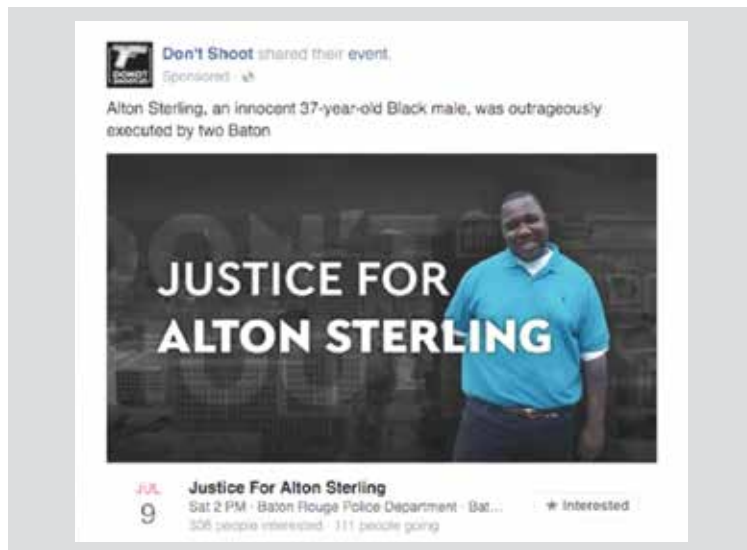 Don't Shoot shared their event.
Sponsored ·
Alton Sterling, an innocent 37-year-old Black male, was outrageously
executed by two Baton
DON'T
JUSTICE FOR
ALTON STERLING
JUL
9
Justice For Alton Sterling
Sat 2 PM · Baton Rouge Police Department · Bat...
★ Interested
people interested · 111 people going